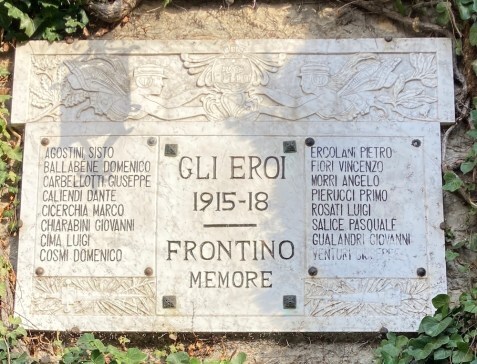 AGOSTINI SISTO
BALLABENE DOMENICO
CARBELLOTTI GIUSEPPE
CALIENDI DANTE
CICERCHIA MARCO
CHIARABINI GIOVANNI
CIMA LUIGI
COSMI DOMENICO
GLI EROI
1915-18
FRONTINO
MEMORE
ERCOLANI PIETRO
FIORI VINCENZO
MORRI ANGELO
PIERUCCI PRIMO
ROSATI LUIGI
SALICE PASQUALE
GUALANDRI GIOVANNI
VENTURI